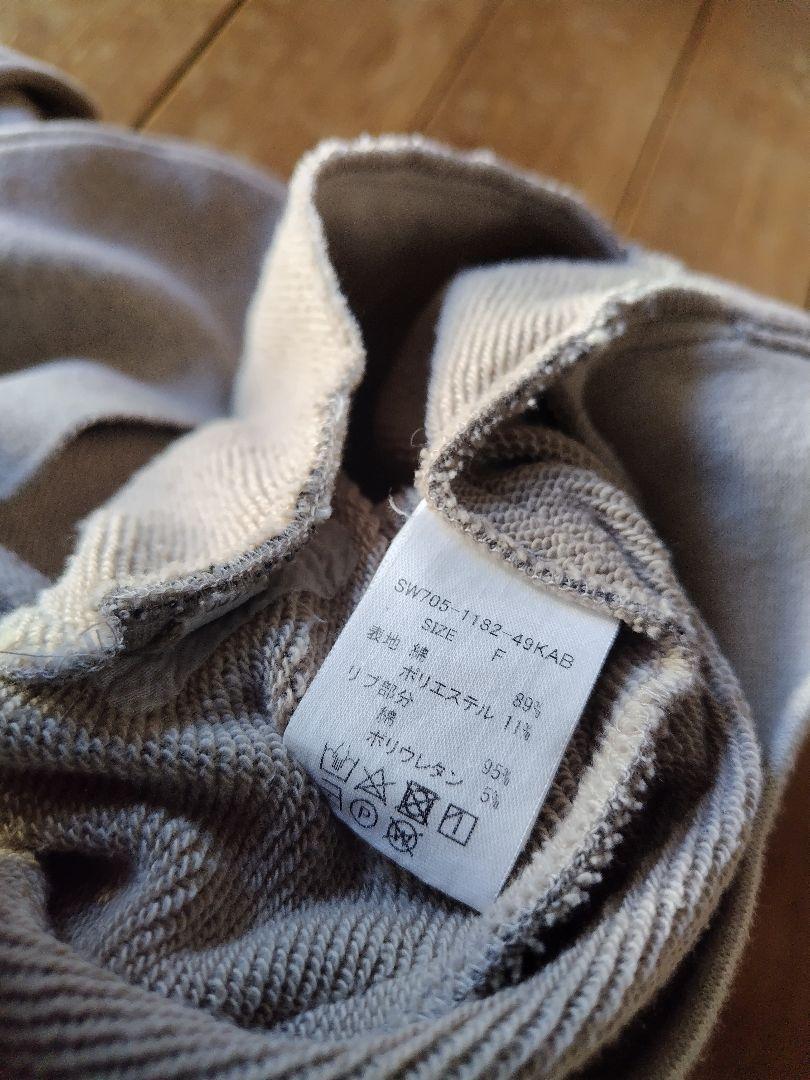 SW705-1182-49KAB
SIZE F
表地 綿 89%
ポリエステル 11%
リブ部分
綿 95%
ポリウレタン 5%
P
W